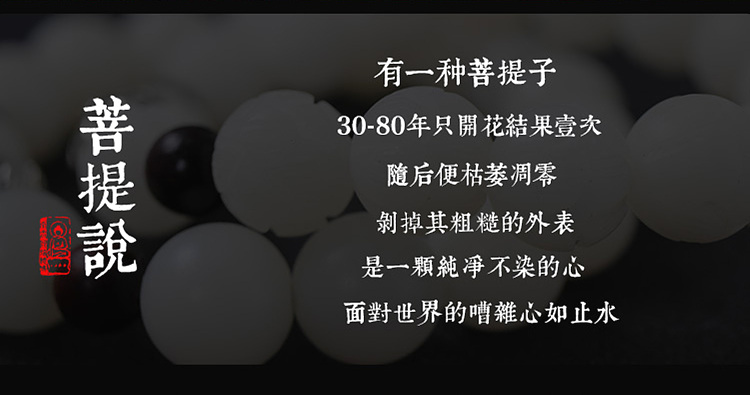 菩提說
有一种菩提子
30-80年只開花結果壹次
隨后便枯萎凋零
剝掉其粗糙的外表
是一顆純凈不染的心
面對世界的嘈雜心如止水